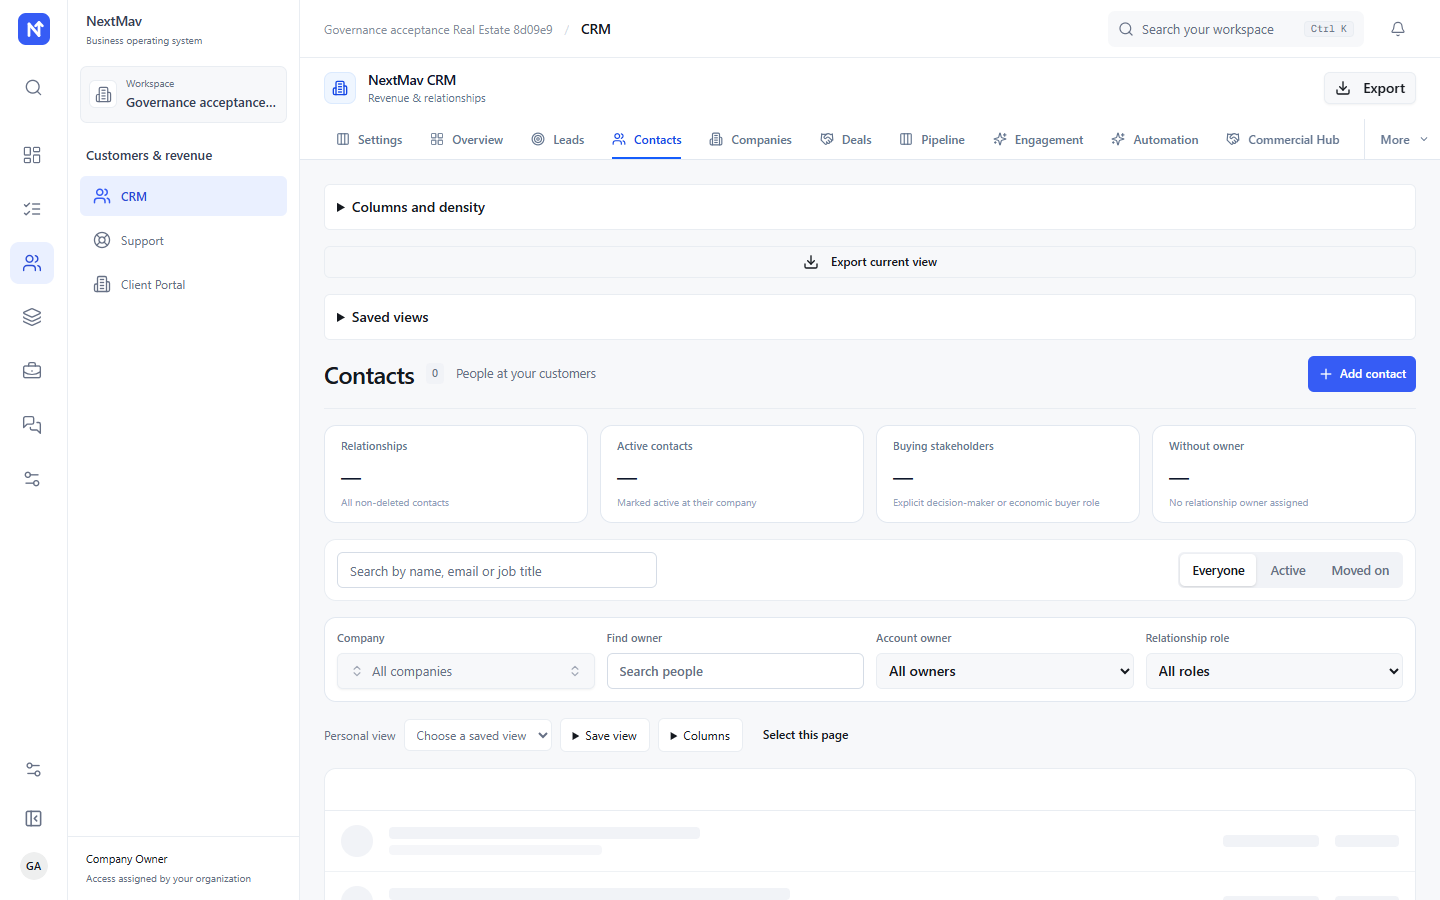 NextMav
Business operating system
Workspace
Governance acceptance...
Customers & revenue
CRM
Support
Client Portal
GA
Company Owner
Access assigned by your organization
Governance acceptance Real Estate 8d09e9 / CRM
Search your workspace Ctrl K
NextMav CRM
Revenue & relationships
Export
Settings Overview Leads Contacts Companies Deals Pipeline Engagement Automation Commercial Hub More
Columns and density
Export current view
Saved views
Contacts 0 People at your customers
Add contact
Relationships
—
All non-deleted contacts
Active contacts
—
Marked active at their company
Buying stakeholders
—
Explicit decision-maker or economic buyer role
Without owner
—
No relationship owner assigned
Search by name, email or job title
Everyone Active Moved on
Company Find owner Account owner Relationship role
All companies Search people All owners All roles
Personal view Choose a saved view Save view Columns Select this page